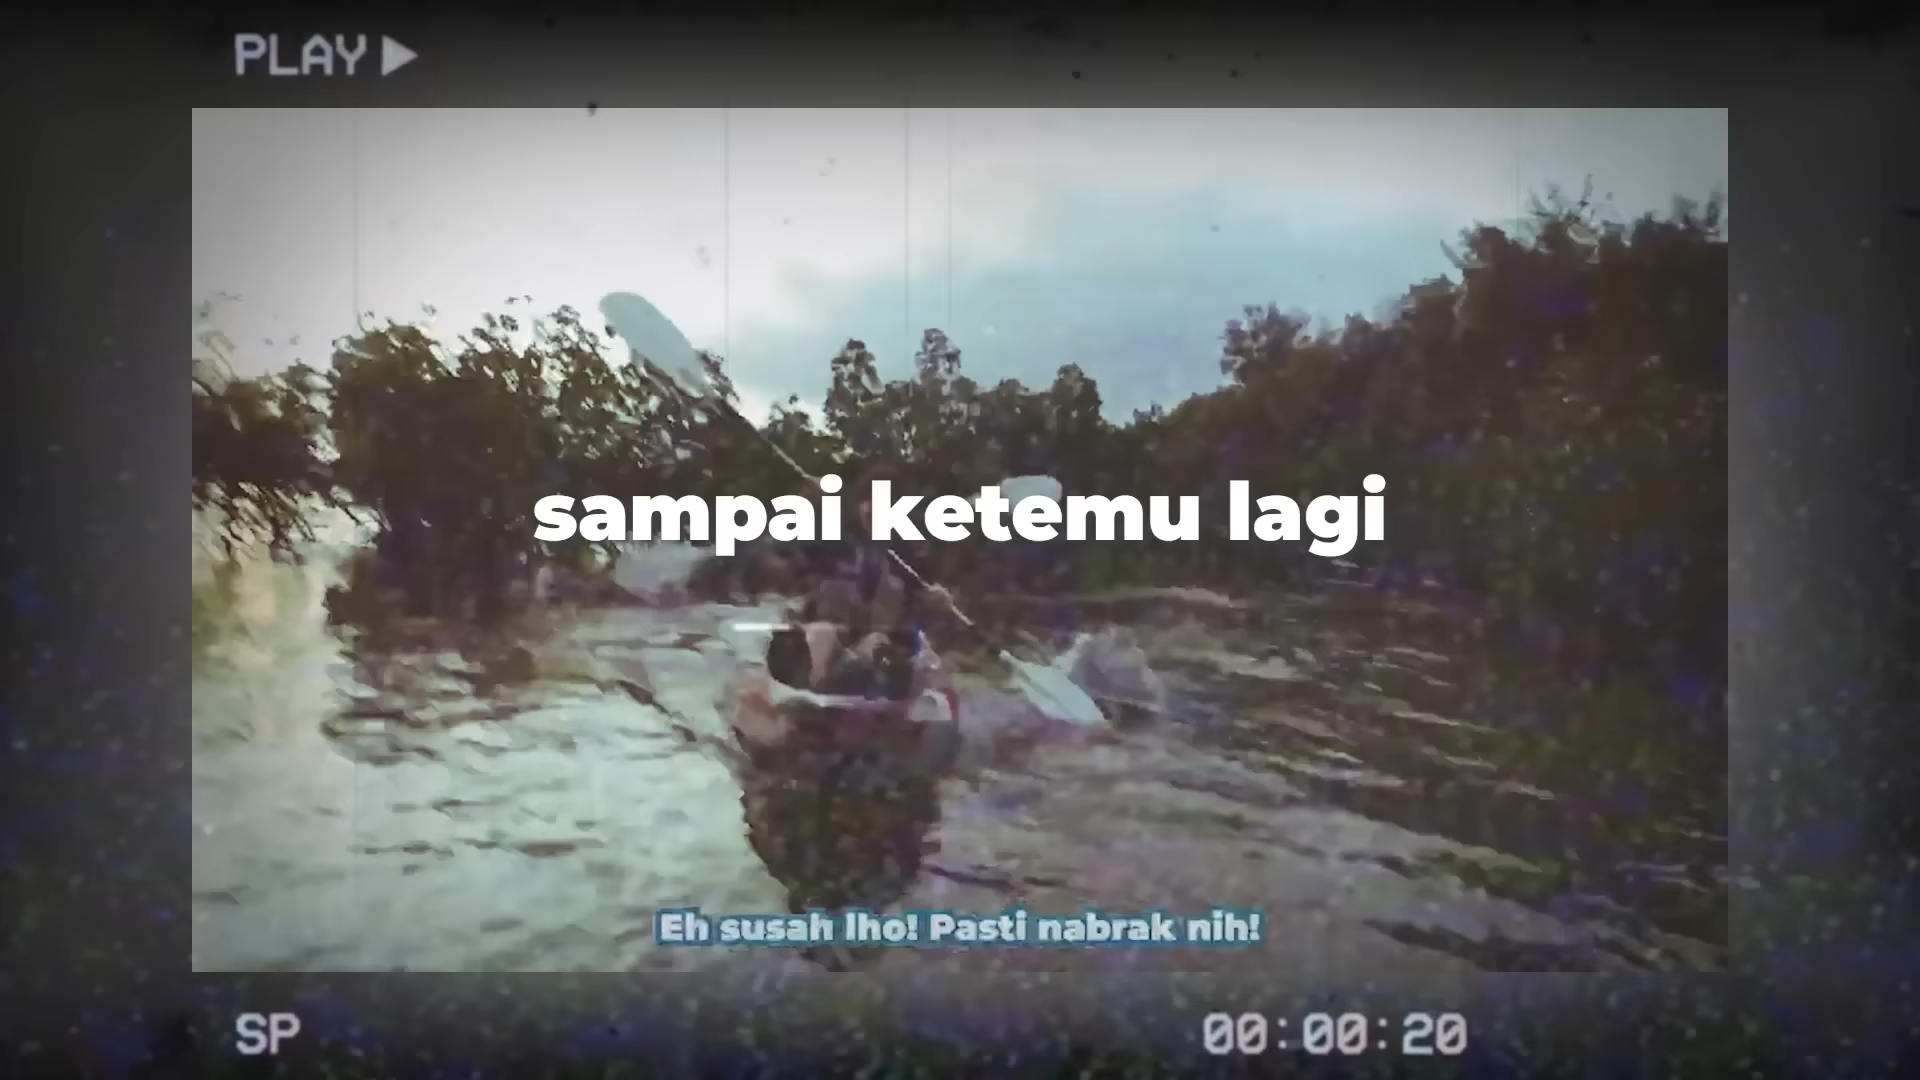 PLAY
sampai ketemu lagi
Eh susah lho! Pasti nabrak nih!
SP
00:00:20